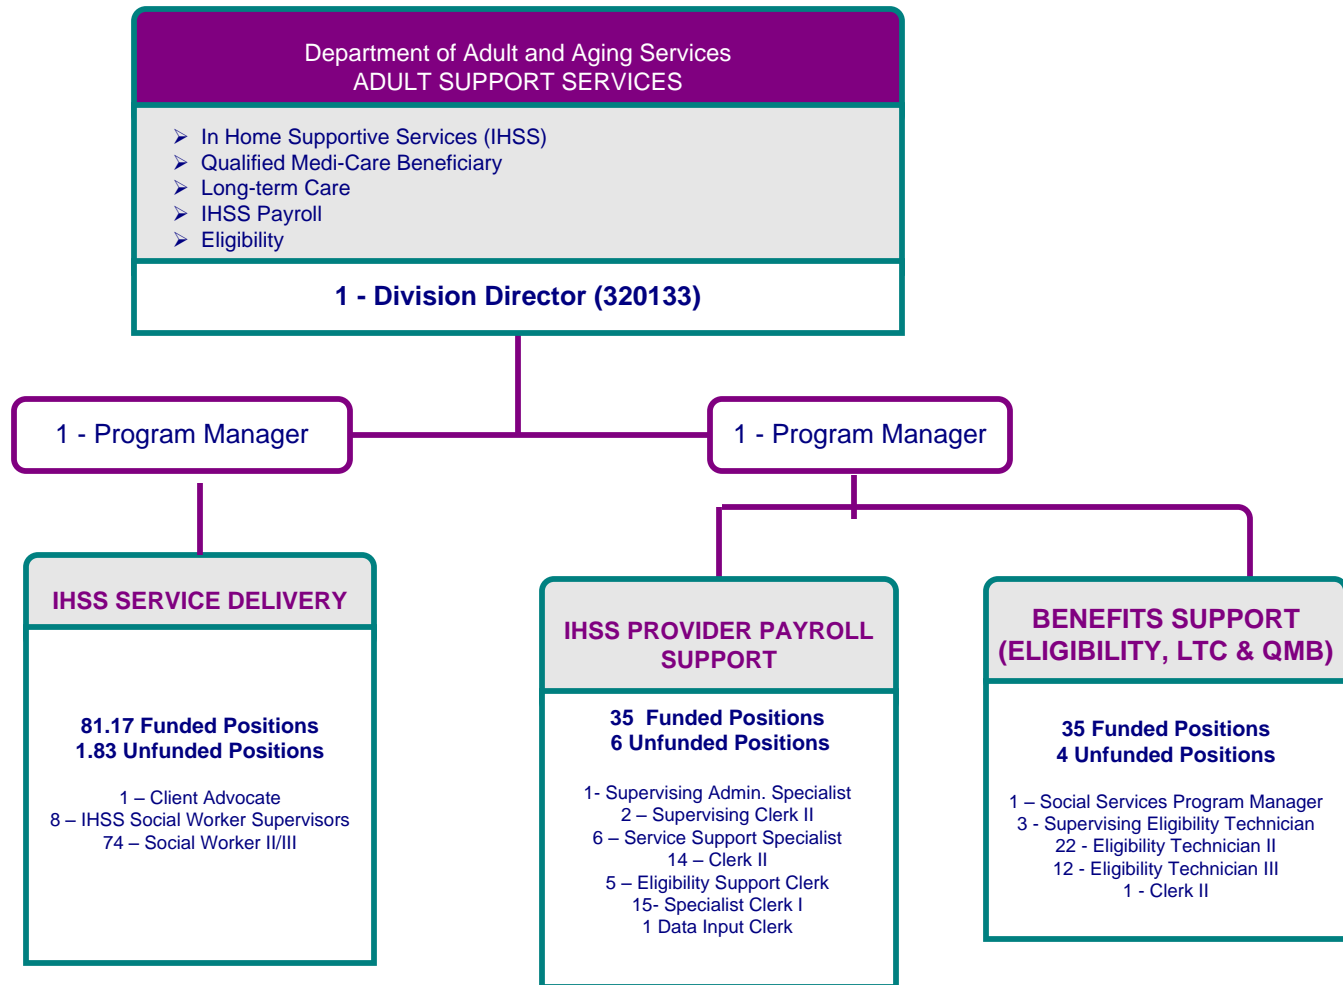 Department of Adult and Aging Services
ADULT SUPPORT SERVICES
➢ In Home Supportive Services (IHSS)
➢ Qualified Medi-Care Beneficiary
➢ Long-term Care
➢ IHSS Payroll
➢ Eligibility
1 - Division Director (320133)
1 - Program Manager
1 - Program Manager
IHSS SERVICE DELIVERY
81.17 Funded Positions
1.83 Unfunded Positions
1 – Client Advocate
8 – IHSS Social Worker Supervisors
74 – Social Worker II/III
IHSS PROVIDER PAYROLL
SUPPORT
35 Funded Positions
6 Unfunded Positions
1- Supervising Admin. Specialist
2 – Supervising Clerk II
6 – Service Support Specialist
14 – Clerk II
5 – Eligibility Support Clerk
15- Specialist Clerk I
1 Data Input Clerk
BENEFITS SUPPORT
(ELIGIBILITY, LTC & QMB)
35 Funded Positions
4 Unfunded Positions
1 – Social Services Program Manager
3 - Supervising Eligibility Technician
22 - Eligibility Technician II
12 - Eligibility Technician III
1 - Clerk II